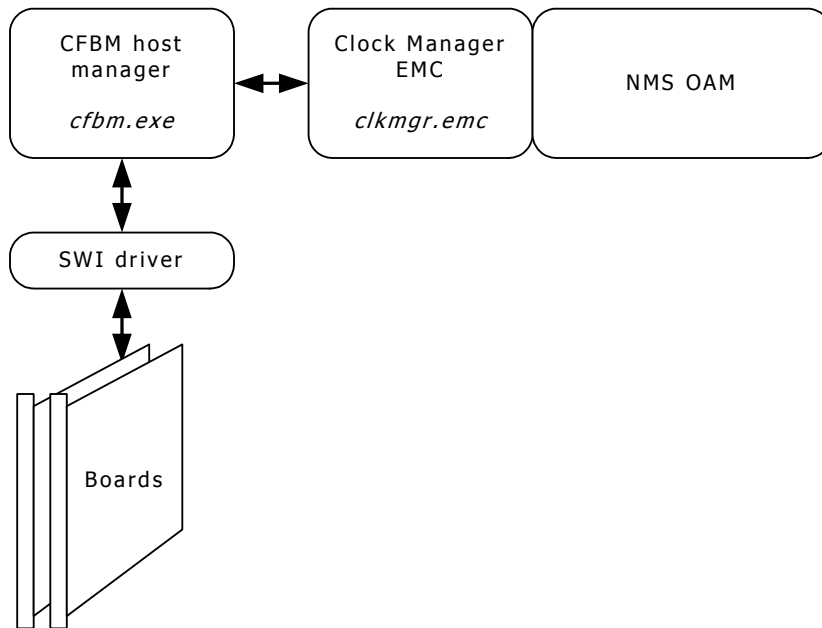 CFBM host
manager
cfbm.exe
Clock Manager
EMC
clkmgr.emc
NMS OAM
SWI driver
Boards